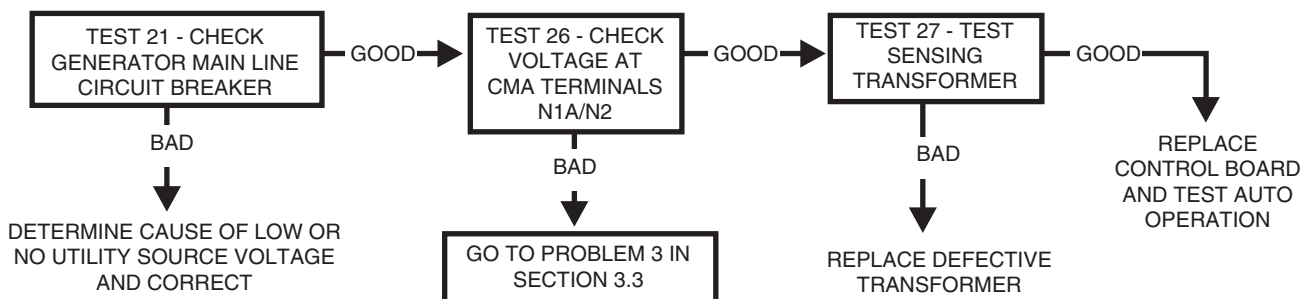 TEST 21 - CHECK
GENERATOR MAIN LINE
CIRCUIT BREAKER
GOOD
TEST 26 - CHECK
VOLTAGE AT
CMA TERMINALS
N1A/N2
GOOD
TEST 27 - TEST
SENSING
TRANSFORMER
GOOD
BAD
BAD
BAD
DETERMINE CAUSE OF LOW OR
NO UTILITY SOURCE VOLTAGE
AND CORRECT
GO TO PROBLEM 3 IN
SECTION 3.3
REPLACE DEFECTIVE
TRANSFORMER
REPLACE
CONTROL BOARD
AND TEST AUTO
OPERATION